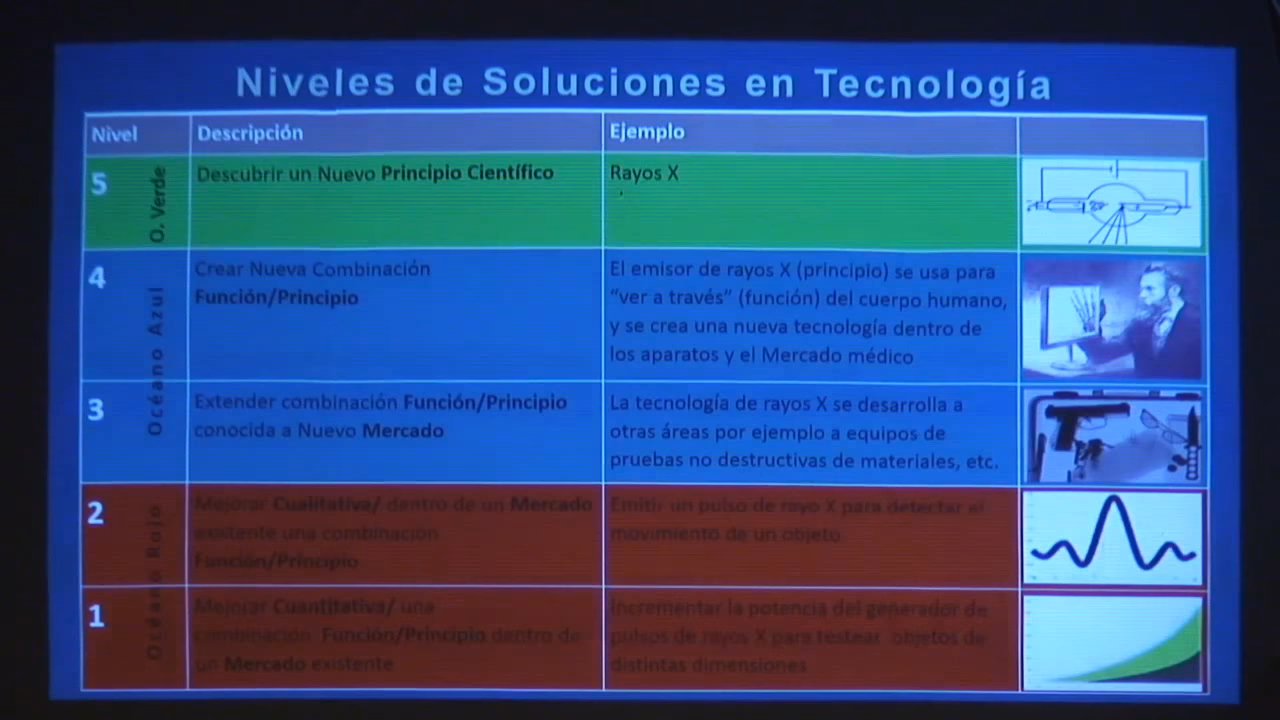 Niveles de Soluciones en Tecnología
Nivel
Descripción
Ejemplo
5
O. Verde
Descubrir un Nuevo Principio Científico
Rayos X
4
Océano Azul
Crear Nueva Combinación
Función/Principio
El emisor de rayos X (principio) se usa para
“ver a través” (función) del cuerpo humano,
y se crea una nueva tecnología dentro de
los aparatos y el Mercado médico
3
Extender combinación Función/Principio
conocida a Nuevo Mercado
La tecnología de rayos X se desarrolla a
otras áreas por ejemplo a equipos de
pruebas no destructivas de materiales, etc.
2
Océano Rojo
Mejorar Cualitativa/ dentro de un Mercado
existente una combinación
Función/Principio
Emitir un pulso de rayo X para detectar el
movimiento de un objeto
1
Mejorar Cuantitativa/ una
combinación Función/Principio dentro de
un Mercado existente
Incrementar la potencia del generador de
pulsos de rayos X para testear objetos de
distintas dimensiones